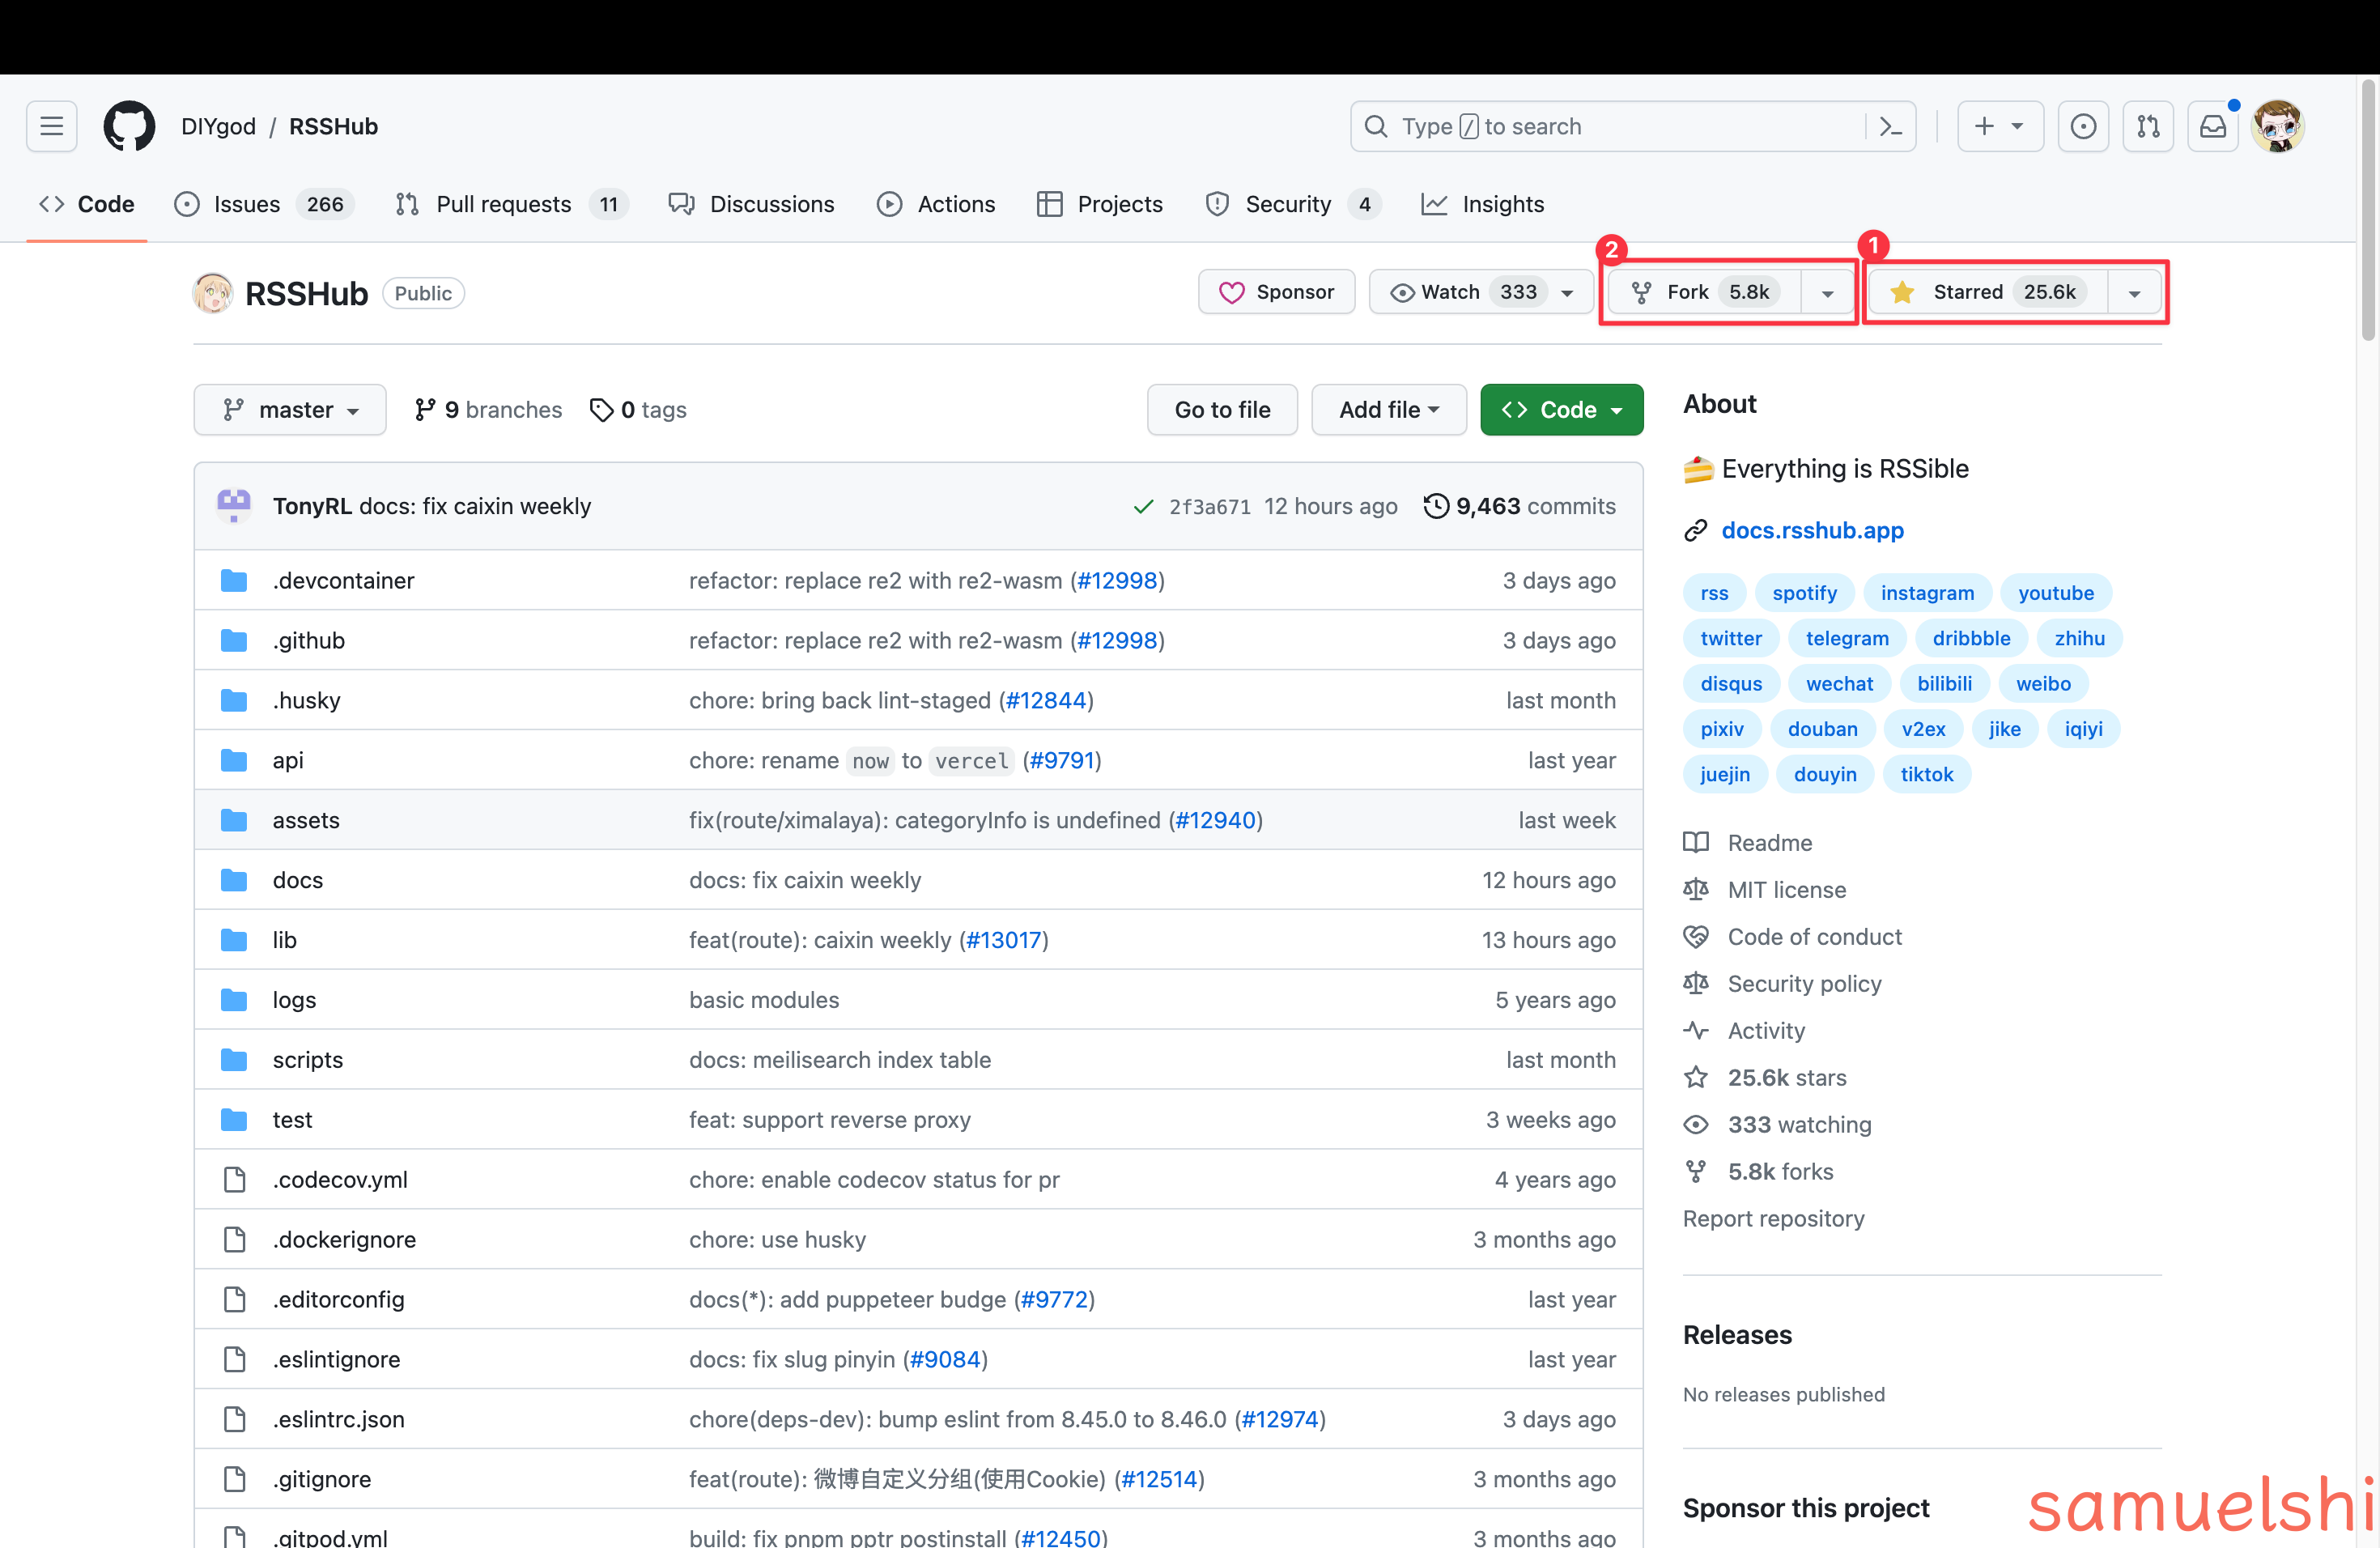 DIYgod / RSSHub
Type / to search
Code
Issues 266
Pull requests 11
Discussions
Actions
Projects
Security 4
Insights
2
1
RSSHub Public
Sponsor
Watch 333
Fork 5.8k
Starred 25.6k
master
9 branches
0 tags
Go to file
Add file
Code
TonyRL docs: fix caixin weekly 2f3a671 12 hours ago 9,463 commits
.devcontainer refactor: replace re2 with re2-wasm (#12998) 3 days ago
.github refactor: replace re2 with re2-wasm (#12998) 3 days ago
.husky chore: bring back lint-staged (#12844) last month
api chore: rename now to vercel (#9791) last year
assets fix(route/ximalaya): categoryInfo is undefined (#12940) last week
docs docs: fix caixin weekly 12 hours ago
lib feat(route): caixin weekly (#13017) 13 hours ago
logs basic modules 5 years ago
scripts docs: meilisearch index table last month
test feat: support reverse proxy 3 weeks ago
.codecov.yml chore: enable codecov status for pr 4 years ago
.dockerignore chore: use husky 3 months ago
.editorconfig docs(*): add puppeteer budge (#9772) last year
.eslintignore docs: fix slug pinyin (#9084) last year
.eslintrc.json chore(deps-dev): bump eslint from 8.45.0 to 8.46.0 (#12974) 3 days ago
.gitignore feat(route): 微博自定义分组(使用Cookie) (#12514) 3 months ago
.gitpod.yml build: fix pnpm pptr postinstall (#12450) 3 months ago
About
Everything is RSSible
docs.rsshub.app
rss spotify instagram youtube
twitter telegram dribbble zhihu
disqus wechat bilibili weibo
pixiv douban v2ex jike iqiyi
juejin douyin tiktok
Readme
MIT license
Code of conduct
Security policy
Activity
25.6k stars
333 watching
5.8k forks
Report repository
Releases
No releases published
Sponsor this project
samuelshi